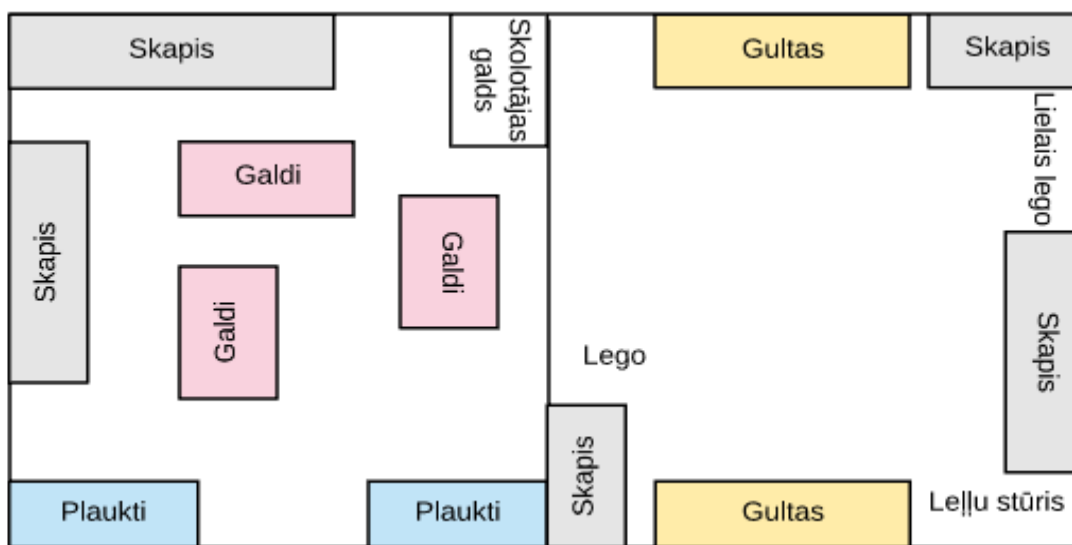 Skapis
Skolotājas
galds
Gultas
Skapis
Lielais lego
Galdi
Galdi
Skapis
Galdi
Skapis
Lego
Skapis
Plaukti
Plaukti
Gultas
Leļļu stūris